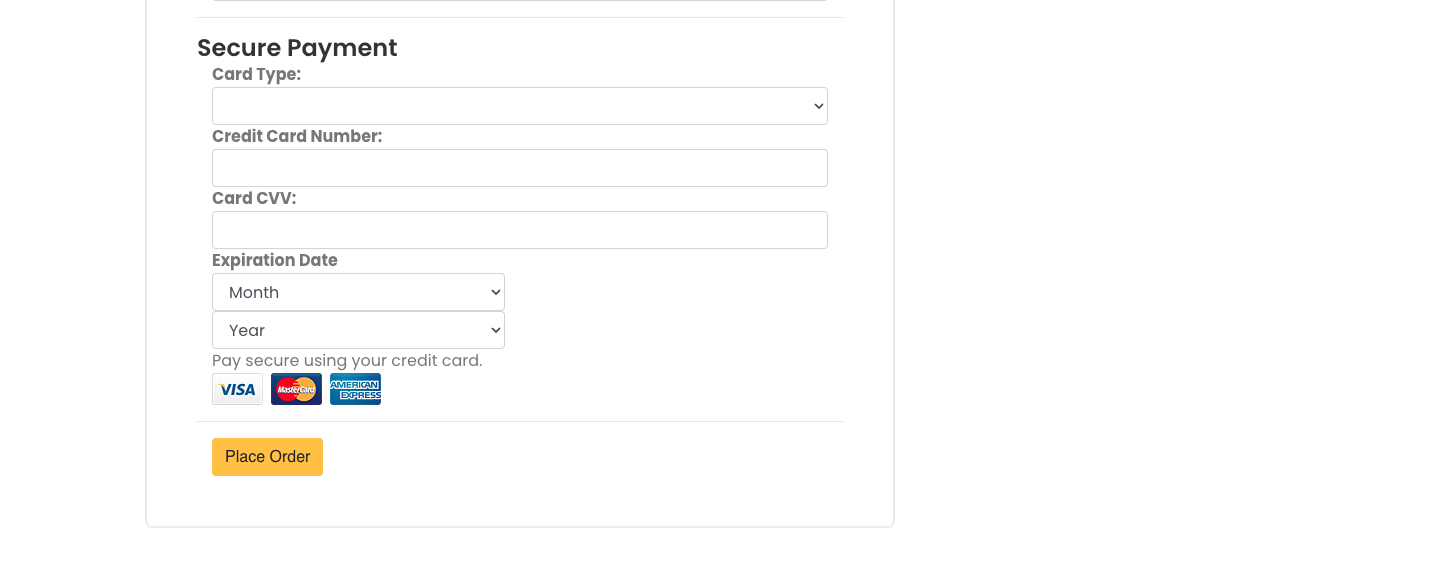 Secure Payment
Card Type:
Credit Card Number:
Card CVV:
Expiration Date
Month
Year
Pay secure using your credit card.
VISA MasterCard AMERICAN EXPRESS
Place Order